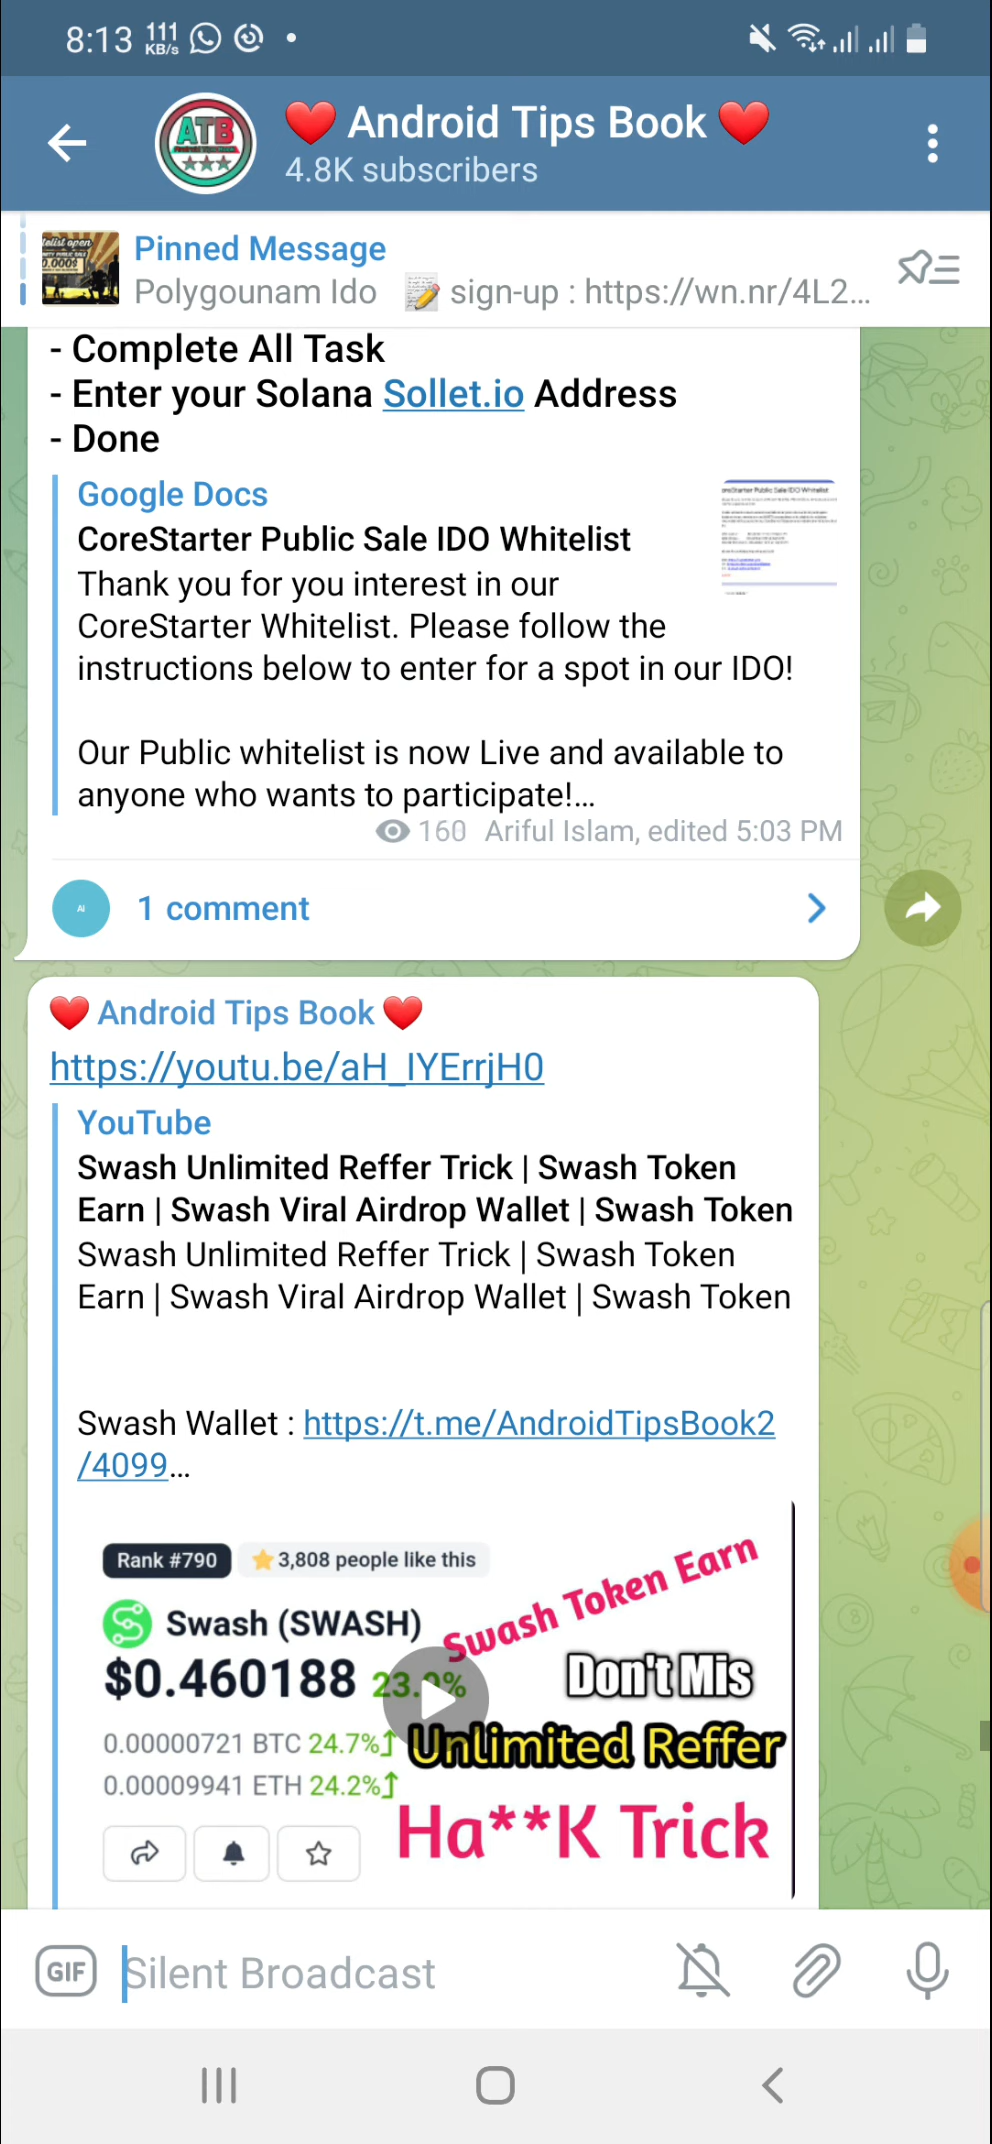 8:13 111 KB/s
ATB
❤️ Android Tips Book ❤️
4.8K subscribers
Pinned Message
Polygounam Ido 📝 sign-up : https://wn.nr/4L2...
- Complete All Task
- Enter your Solana Sollet.io Address
- Done
Google Docs
CoreStarter Public Sale IDO Whitelist
Thank you for you interest in our
CoreStarter Whitelist. Please follow the
instructions below to enter for a spot in our IDO!
Our Public whitelist is now Live and available to
anyone who wants to participate!...
160 Ariful Islam, edited 5:03 PM
AI
1 comment
❤️ Android Tips Book ❤️
https://youtu.be/aH_IYErrjH0
YouTube
Swash Unlimited Reffer Trick | Swash Token
Earn | Swash Viral Airdrop Wallet | Swash Token
Swash Unlimited Reffer Trick | Swash Token
Earn | Swash Viral Airdrop Wallet | Swash Token
Swash Wallet : https://t.me/AndroidTipsBook2
/4099...
Rank #790 ⭐ 3,808 people like this
Swash Token Earn
Swash (SWASH)
$0.460188 23.9%
Don't Mis
0.00000721 BTC 24.7%
Unlimited Reffer
0.00009941 ETH 24.2%
Ha**K Trick
GIF
Silent Broadcast